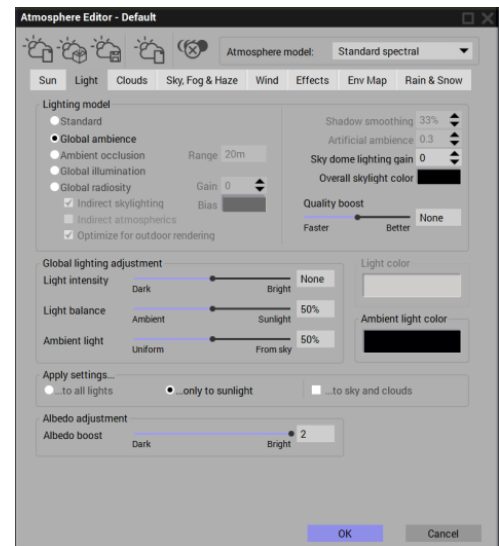 Atmosphere Editor - Default
Atmosphere model: Standard spectral
Sun Light Clouds Sky, Fog & Haze Wind Effects Env Map Rain & Snow
Lighting model
Standard
Global ambience
Ambient occlusion Range 20m
Global illumination
Global radiosity Gain 0
Indirect skylighting Bias
Indirect atmospherics
Optimize for outdoor rendering
Shadow smoothing 33%
Artificial ambience 0.3
Sky dome lighting gain 0
Overall skylight color
Quality boost
None
Faster Better
Global lighting adjustment
Light intensity None
Dark Bright
Light balance 50%
Ambient Sunlight
Ambient light 50%
Uniform From sky
Light color
Ambient light color
Apply settings...
...to all lights ...only to sunlight ...to sky and clouds
Albedo adjustment
Albedo boost 2
Dark Bright
OK Cancel